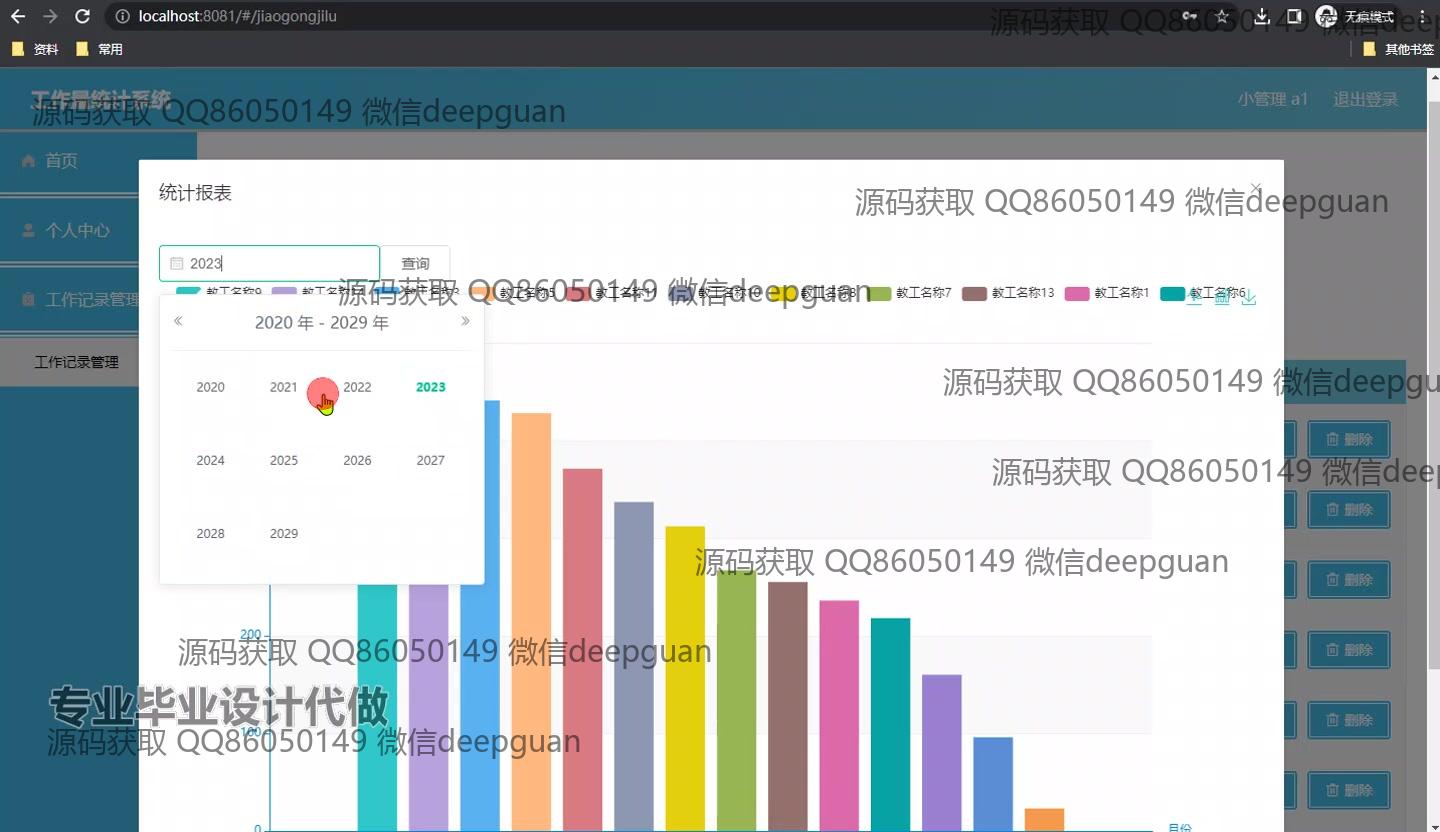 localhost:8081/#/jiaogongjilu
无痕模式
源码获取 QQ86050149 微信deepguan
资料
常用
其他书签
工作量统计系统
源码获取 QQ86050149 微信deepguan
小管理 a1
退出登录
首页
统计报表
源码获取 QQ86050149 微信deepguan
个人中心
2023
查询
工作记录管理
源码获取 QQ86050149 微信deepguan
教工名称9
教工名称5
教工名称8
教工名称7
教工名称13
教工名称1
教工名称6
2020 年 - 2029 年
工作记录管理
2020
2021
2022
2023
源码获取 QQ86050149 微信deepgu
删除
2024
2025
2026
2027
源码获取 QQ86050149 微信deep
删除
2028
2029
源码获取 QQ86050149 微信deepguan
删除
200
源码获取 QQ86050149 微信deepguan
删除
专业毕业设计代做
100
删除
源码获取 QQ86050149 微信deepguan
删除
0
月份